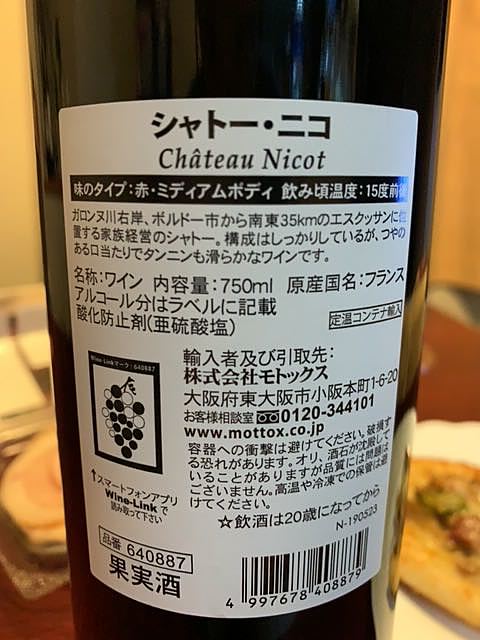 シャトー・ニコ
Château Nicot
味のタイプ:赤・ミディアムボディ 飲み頃温度:15度前後
ガロンヌ川右岸、ボルドー市から南東35kmのエスクッサンに位
置する家族経営のシャトー。構成はしっかりしているが、つやの
ある口当たりでタンニンも滑らかなワインです。
名称:ワイン 内容量:750ml 原産国名:フランス
アルコール分はラベルに記載
酸化防止剤(亜硫酸塩)
定温コンテナ輸入
Wine-Linkマーク:640887
↑スマートフォンアプリ
Wine-Linkで
読み取って下さい
輸入者及び引取先:
株式会社モトックス
大阪府東大阪市小阪本町1-6-20
お客様相談室 0120-344101
www.mottox.co.jp
容器への衝撃は避けてください。破損す
る恐れがあります。オリ、酒石が沈殿して
いることがありますが品質には問題は
ございません。高温や冷凍での保管は避
けてください。
☆飲酒は20歳になってから
N-190503
品番 640887
果実酒
4 997678 408879